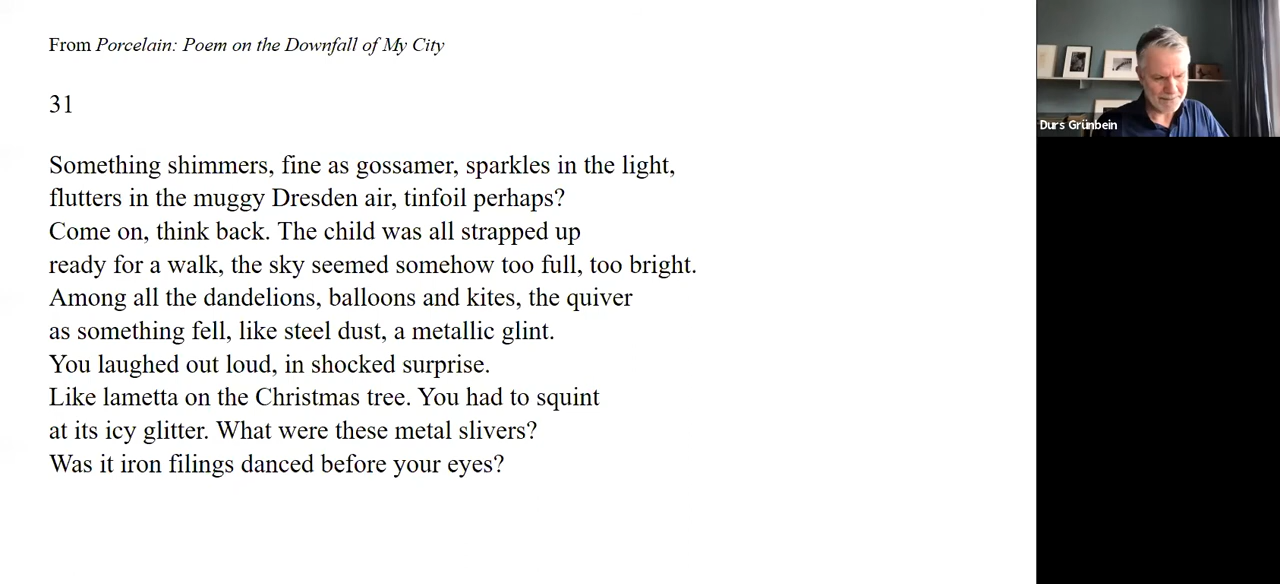 From Porcelain: Poem on the Downfall of My City
31
Something shimmers, fine as gossamer, sparkles in the light,
flutters in the muggy Dresden air, tinfoil perhaps?
Come on, think back. The child was all strapped up
ready for a walk, the sky seemed somehow too full, too bright.
Among all the dandelions, balloons and kites, the quiver
as something fell, like steel dust, a metallic glint.
You laughed out loud, in shocked surprise.
Like lametta on the Christmas tree. You had to squint
at its icy glitter. What were these metal slivers?
Was it iron filings danced before your eyes?
Durs Grünbein